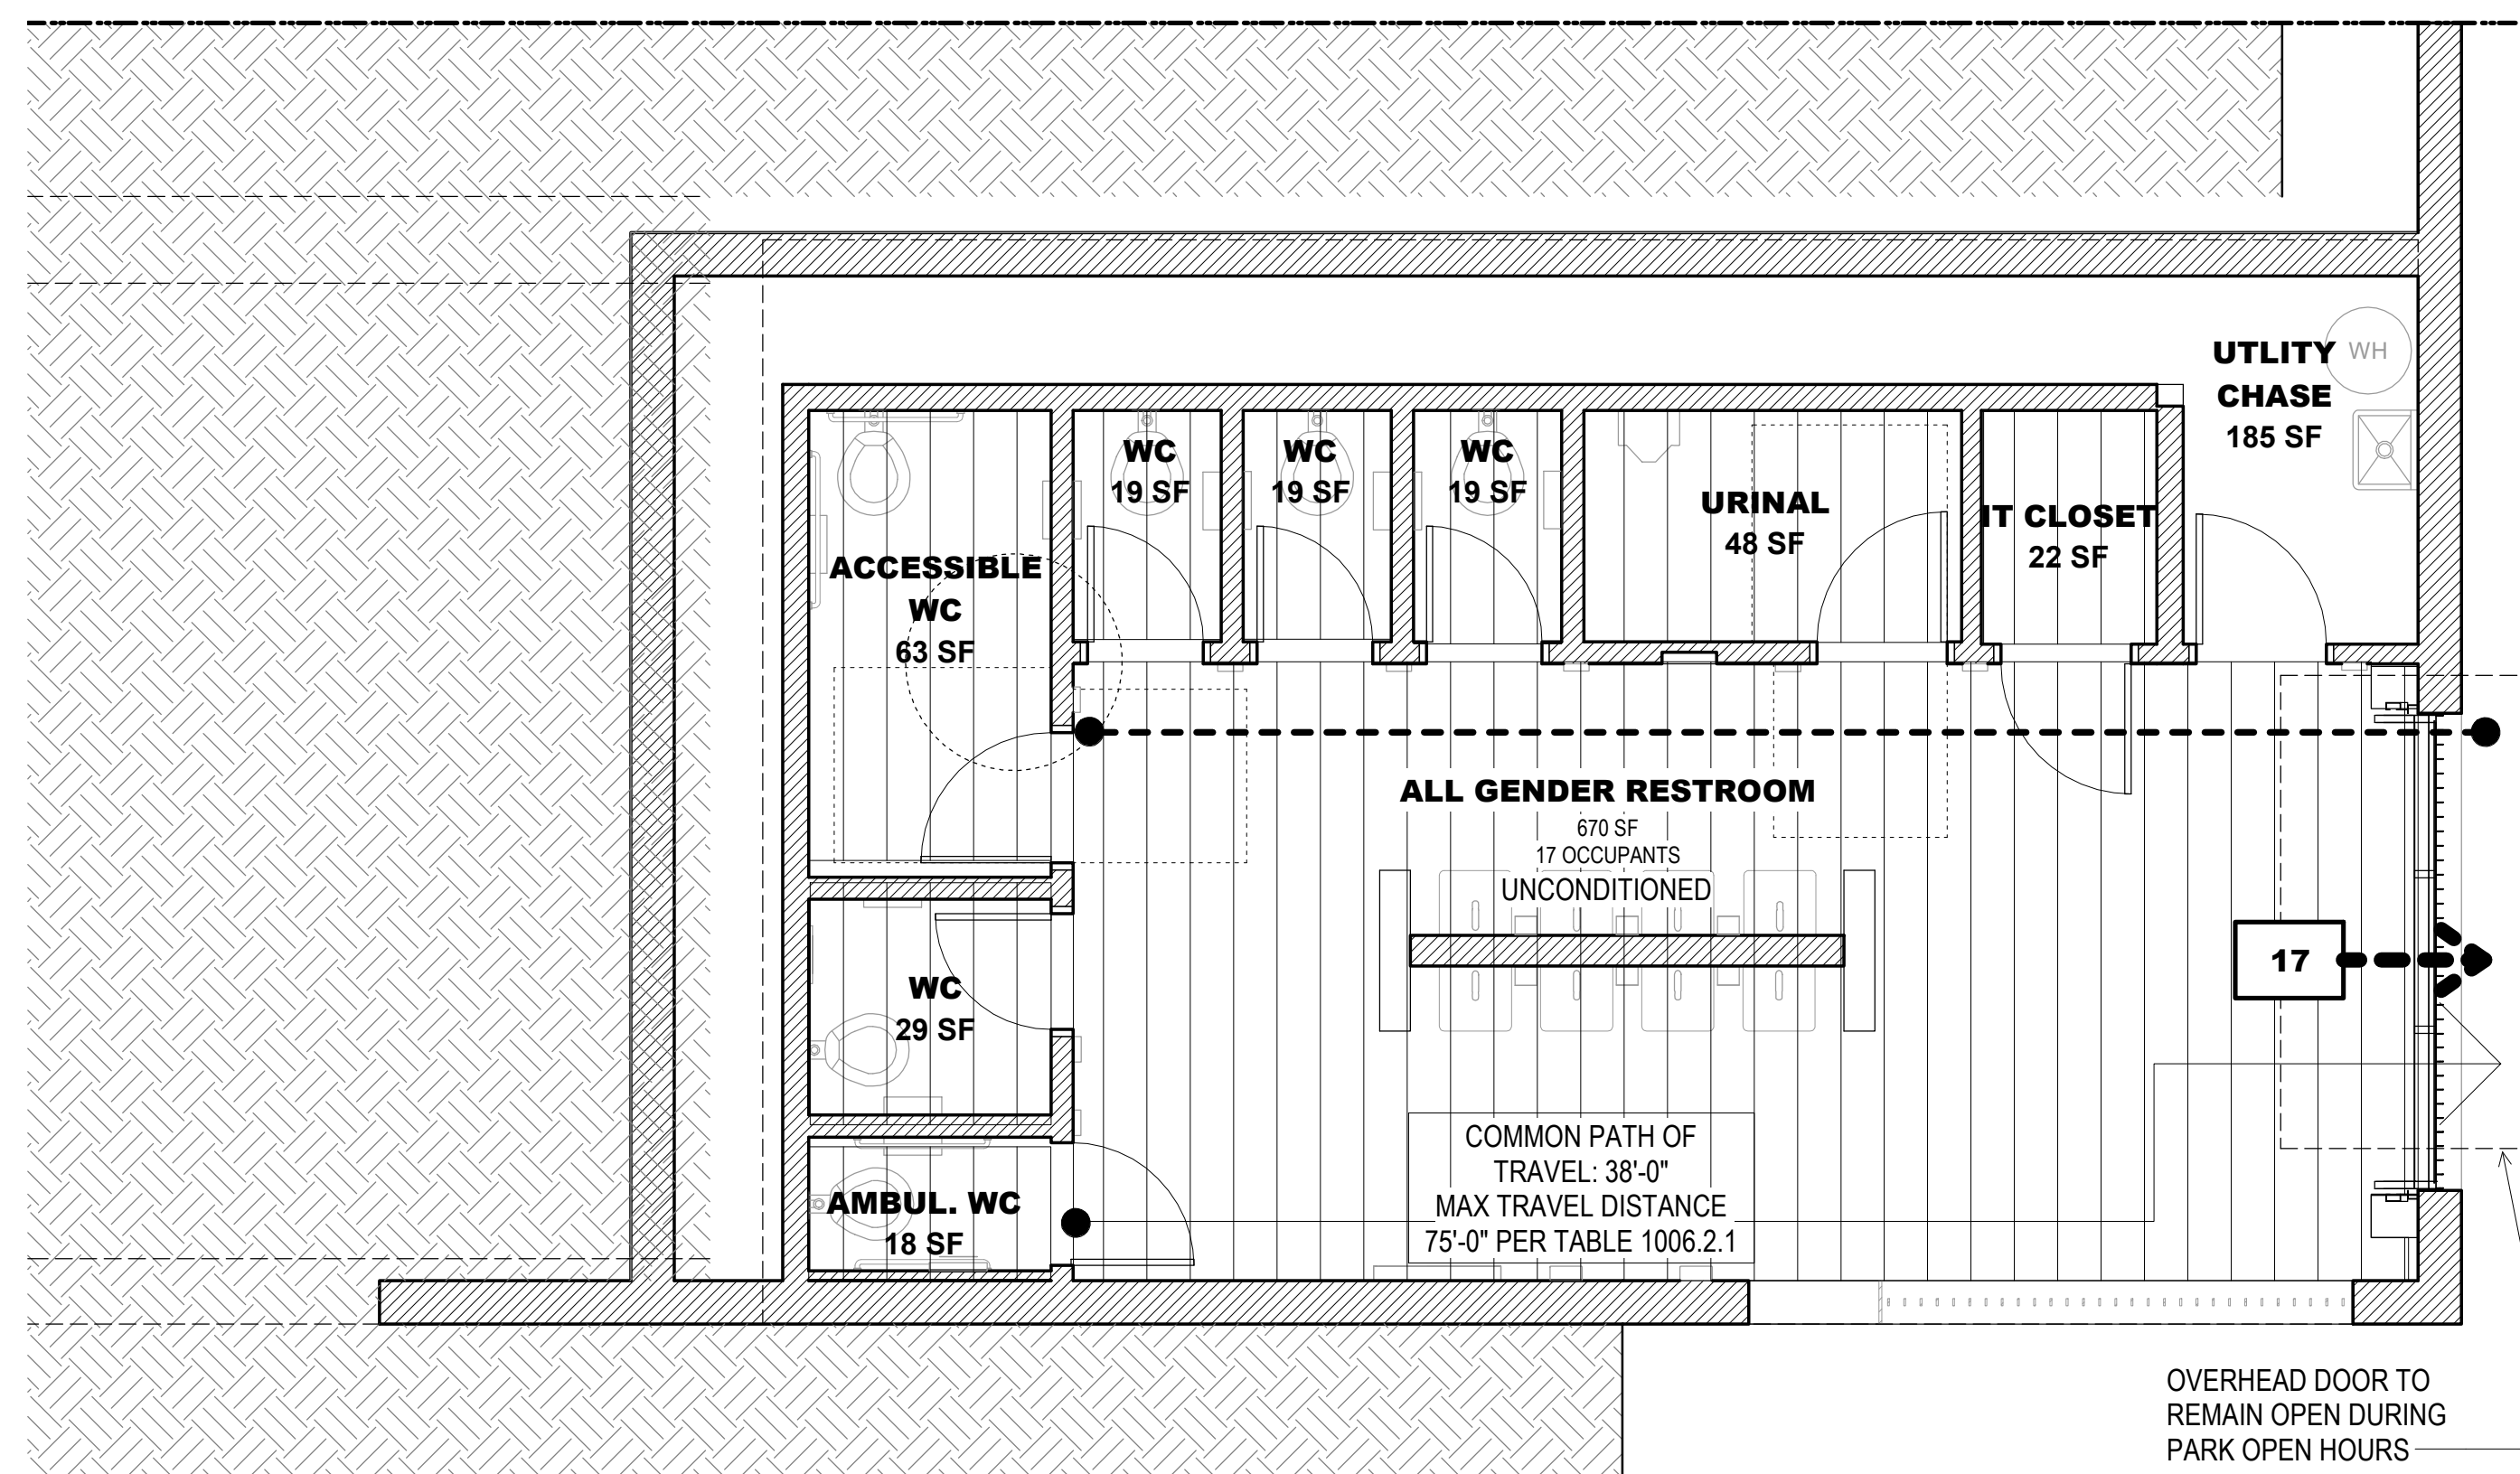 UTLITY
CHASE
185 SF
WH
WC
19 SF
WC
19 SF
WC
19 SF
URINAL
48 SF
IT CLOSET
22 SF
ACCESSIBLE
WC
63 SF
ALL GENDER RESTROOM
670 SF
17 OCCUPANTS
UNCONDITIONED
17
WC
29 SF
COMMON PATH OF
TRAVEL: 38'-0"
MAX TRAVEL DISTANCE
75'-0" PER TABLE 1006.2.1
AMBUL. WC
18 SF
OVERHEAD DOOR TO
REMAIN OPEN DURING
PARK OPEN HOURS